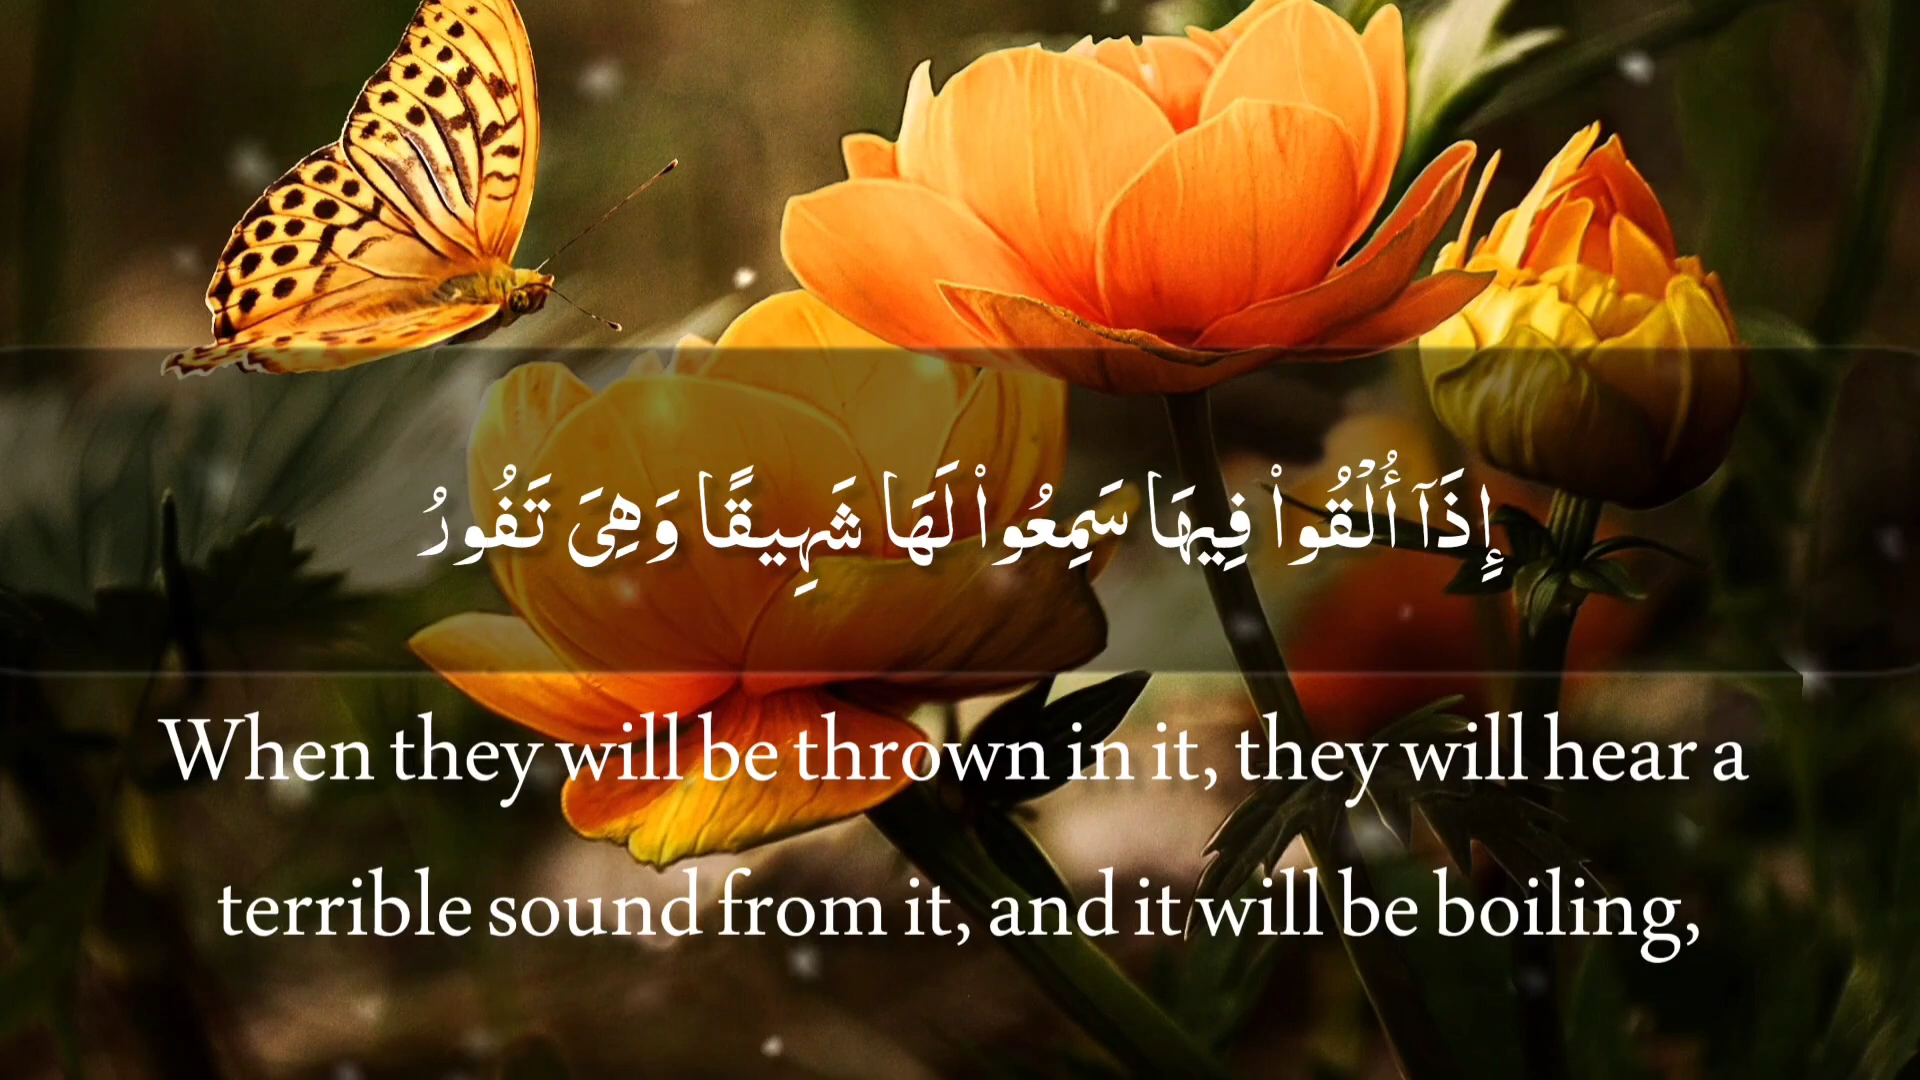 إِذَآ أُلْقُوا۟ فِيهَا سَمِعُوا۟ لَهَا شَهِيقًا وَهِىَ تَفُورُ
When they will be thrown in it, they will hear a
terrible sound from it, and it will be boiling,